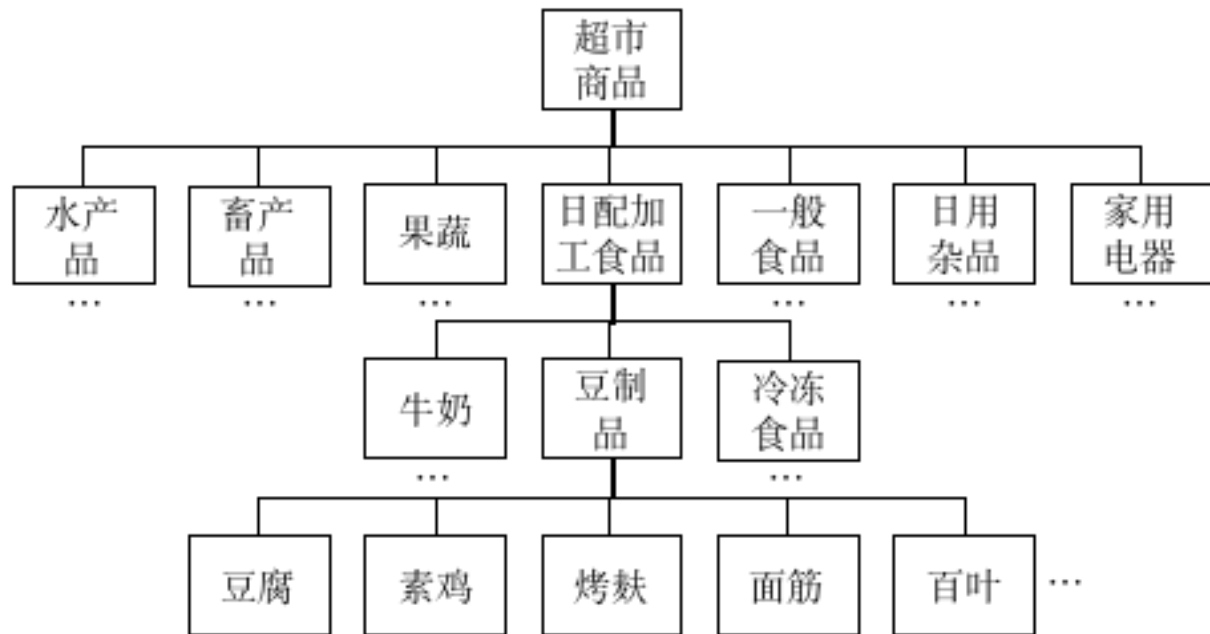 超市
商品
水产
品
畜产
品
果蔬
日配加
工食品
一般
食品
日用
杂品
家用
电器
…
…
…
…
…
…
牛奶
豆制
品
冷冻
食品
…
…
豆腐
素鸡
烤麸
面筋
百叶
…